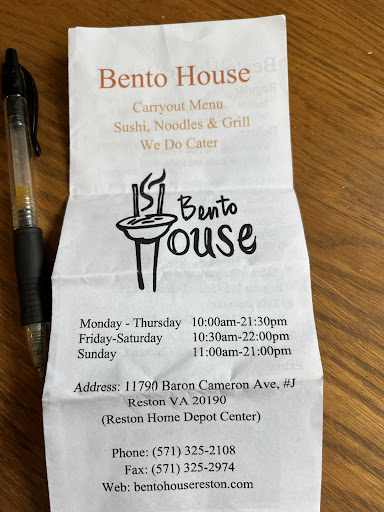 Bento House
Carryout Menu
Sushi, Noodles & Grill
We Do Cater
Bento
House
Monday - Thursday 10:00am-21:30pm
Friday-Saturday 10:30am-22:00pm
Sunday 11:00am-21:00pm
Address: 11790 Baron Cameron Ave, #J
Reston VA 20190
(Reston Home Depot Center)
Phone: (571) 325-2108
Fax: (571) 325-2974
Web: bentohousereston.com